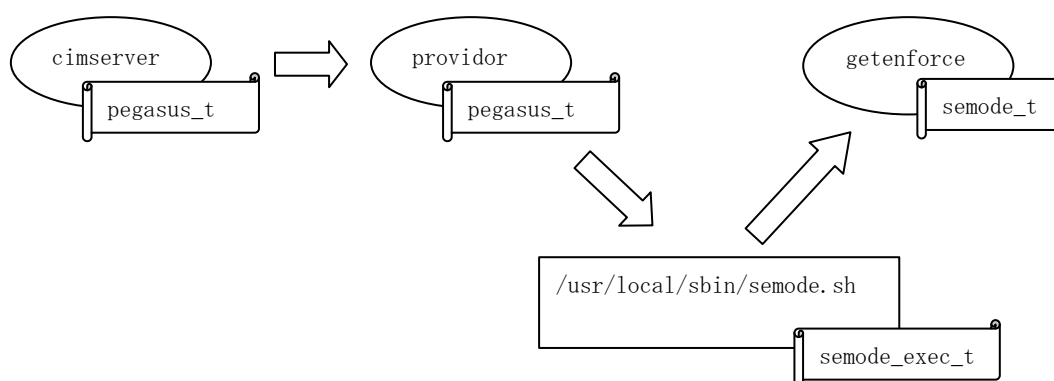 cimserver
pegasus_t
providor
pegasus_t
getenforce
semode_t
/usr/local/sbin/semode.sh
semode_exec_t